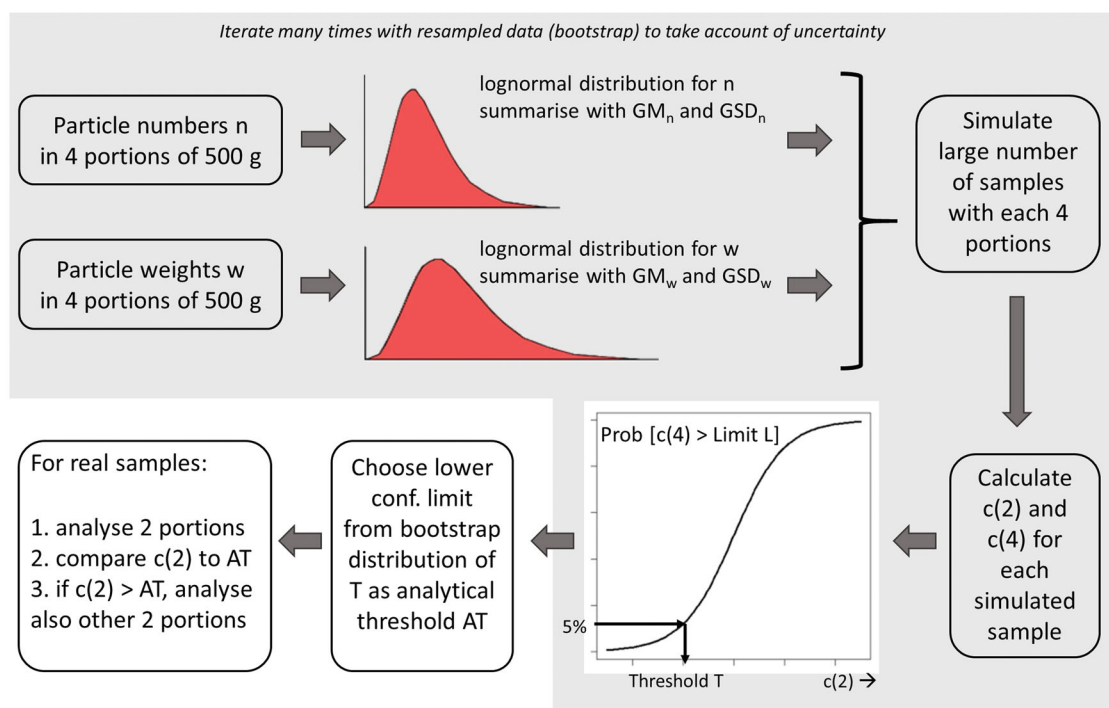 Iterate many times with resampled data (bootstrap) to take account of uncertainty
Particle numbers n
in 4 portions of 500 g
lognormal distribution for n
summarise with GMn and GSDn
Simulate
large number
of samples
with each 4
portions
Particle weights w
in 4 portions of 500 g
lognormal distribution for w
summarise with GMw and GSDw
Calculate
c(2) and
c(4) for
each
simulated
sample
Prob [c(4) > Limit L]
5%
Threshold T
c(2) →
Choose lower
conf. limit
from bootstrap
distribution of
T as analytical
threshold AT
For real samples:
1. analyse 2 portions
2. compare c(2) to AT
3. if c(2) > AT, analyse
also other 2 portions